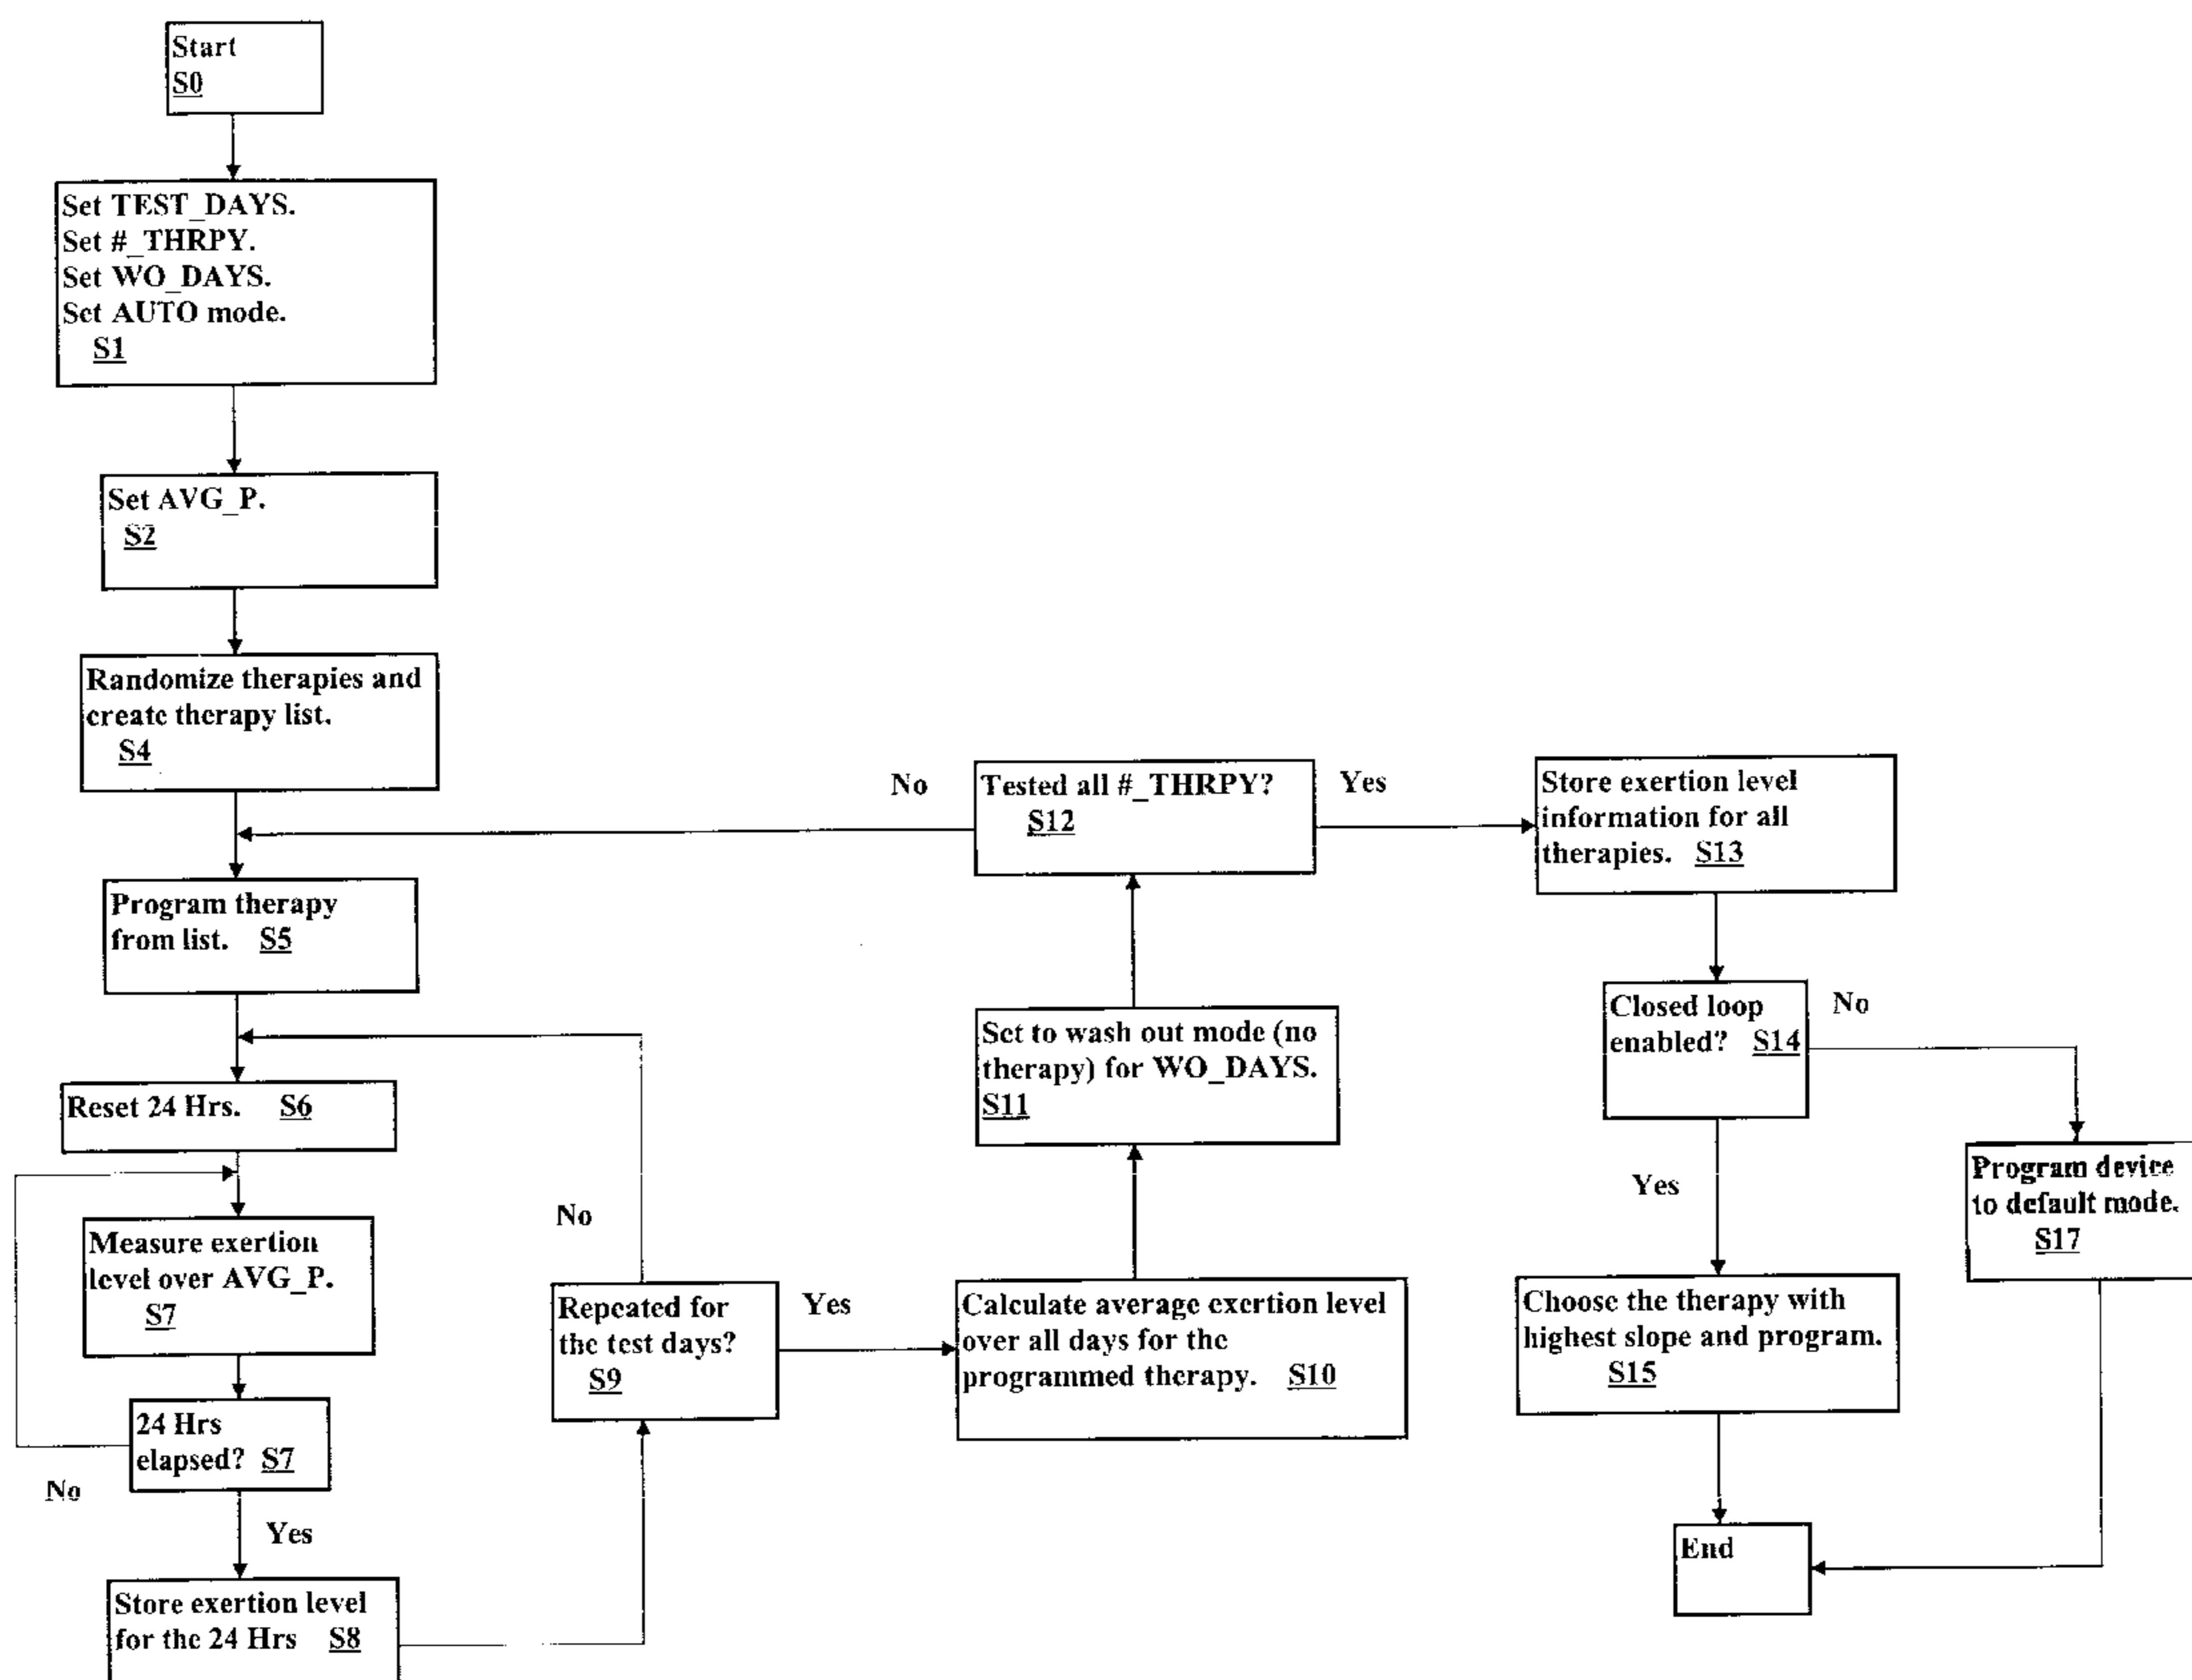 Start
S0
Set TEST_DAYS.
Set #_THRPY.
Set WO_DAYS.
Set AUTO mode.
S1
Set AVG_P.
S2
Randomize therapies and
create therapy list.
S4
Program therapy
from list. S5
Reset 24 Hrs. S6
Measure exertion
level over AVG_P.
S7
24 Hrs
elapsed? S7
No
Yes
Store exertion level
for the 24 Hrs S8
No
Repeated for
the test days?
S9
Yes
Calculate average exertion level
over all days for the
programmed therapy. S10
Set to wash out mode (no
therapy) for WO_DAYS.
S11
No
Tested all #_THRPY?
S12
Yes
Store exertion level
information for all
therapies. S13
Closed loop
enabled? S14
No
Yes
Program device
to default mode.
S17
Choose the therapy with
highest slope and program.
S15
End